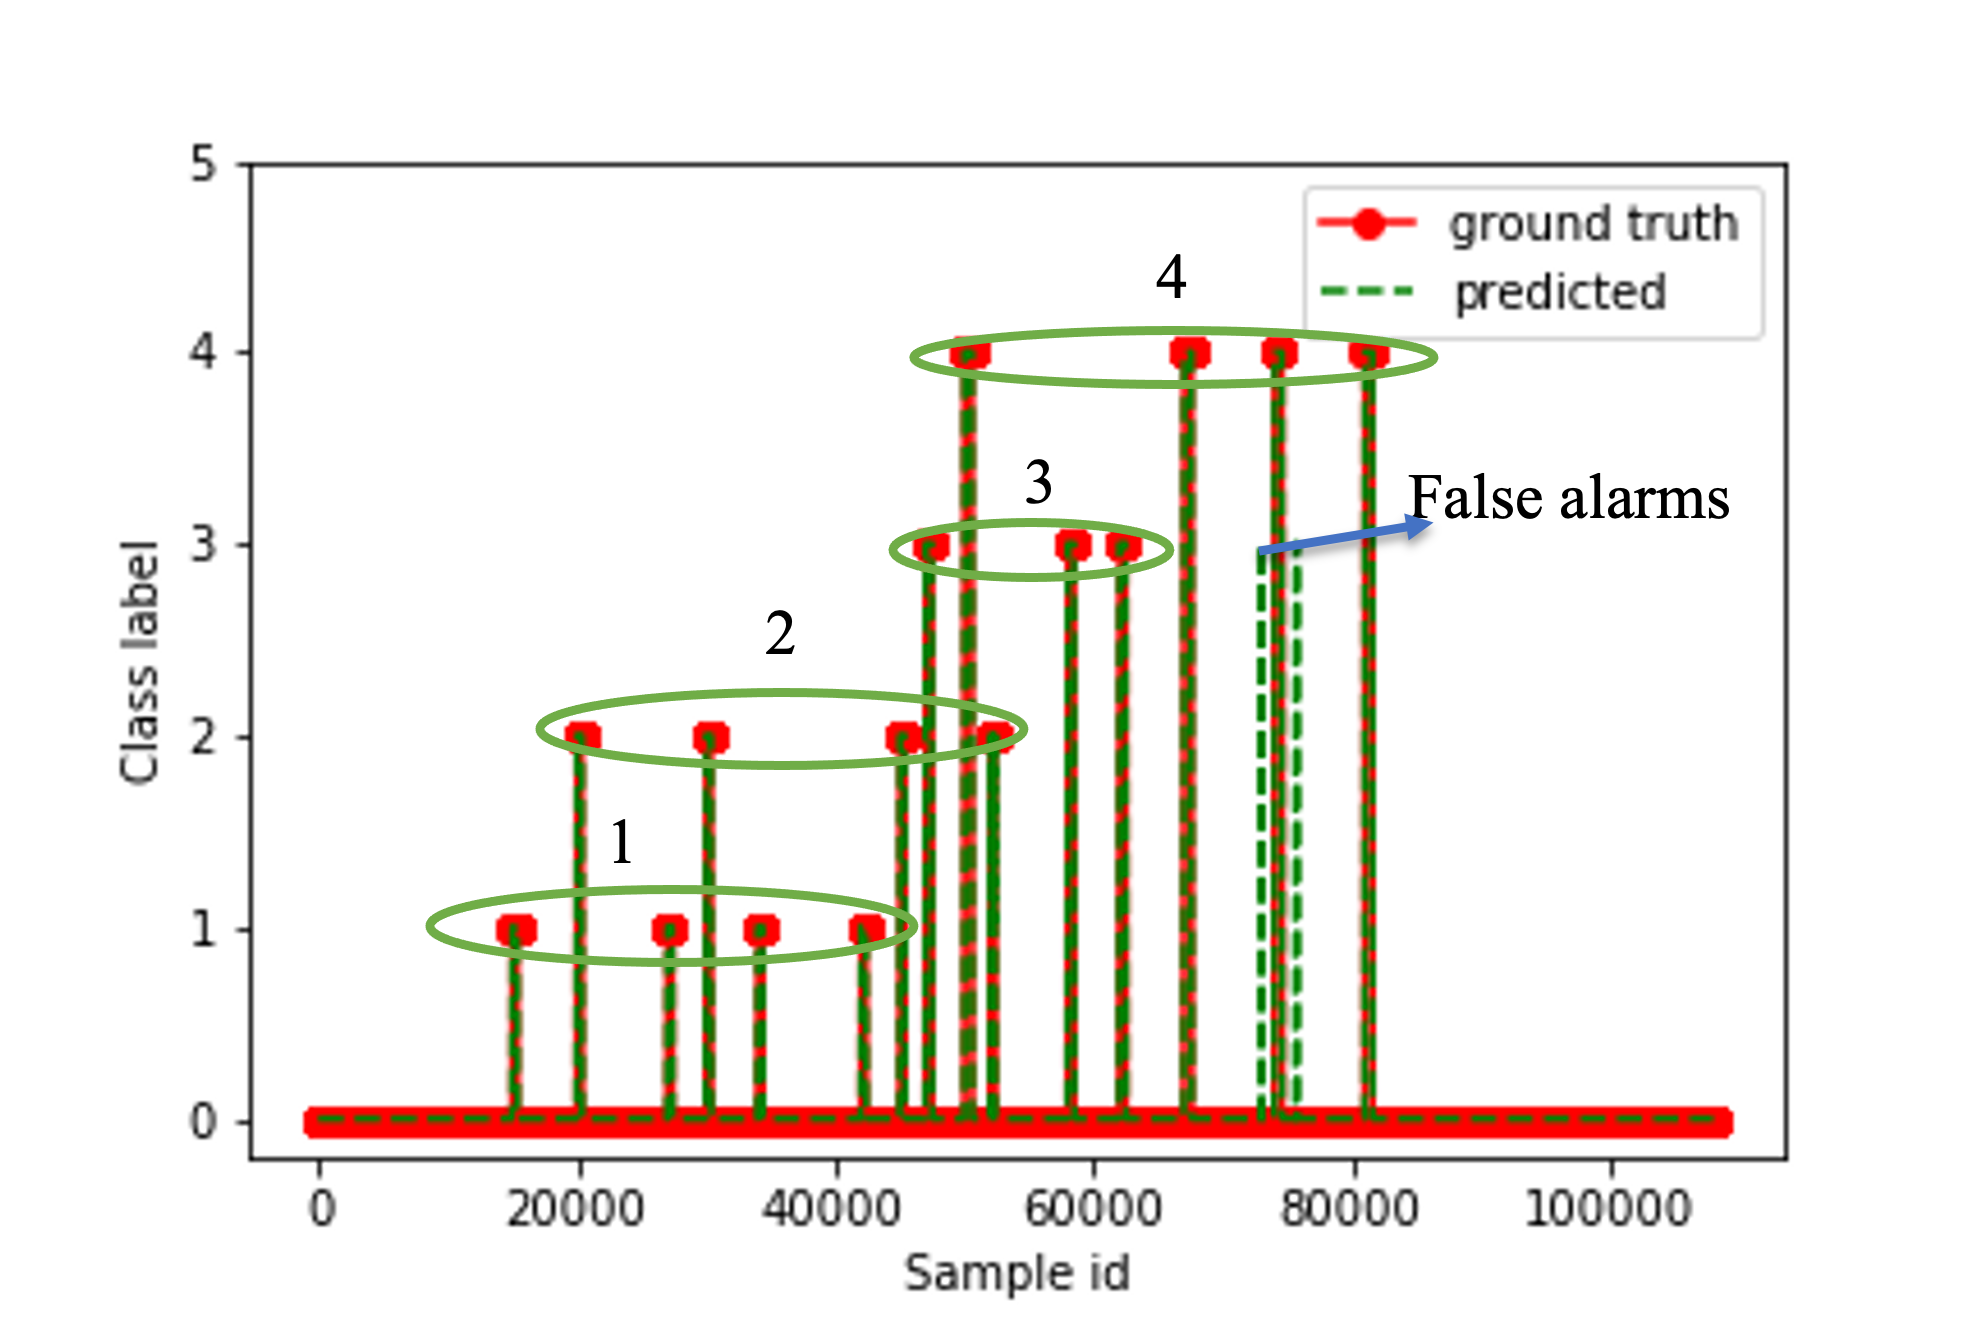 5
ground truth
4
predicted
4
3
False alarms
3
2
2
1
1
0
0 20000 40000 60000 80000 100000
Sample id
Class label